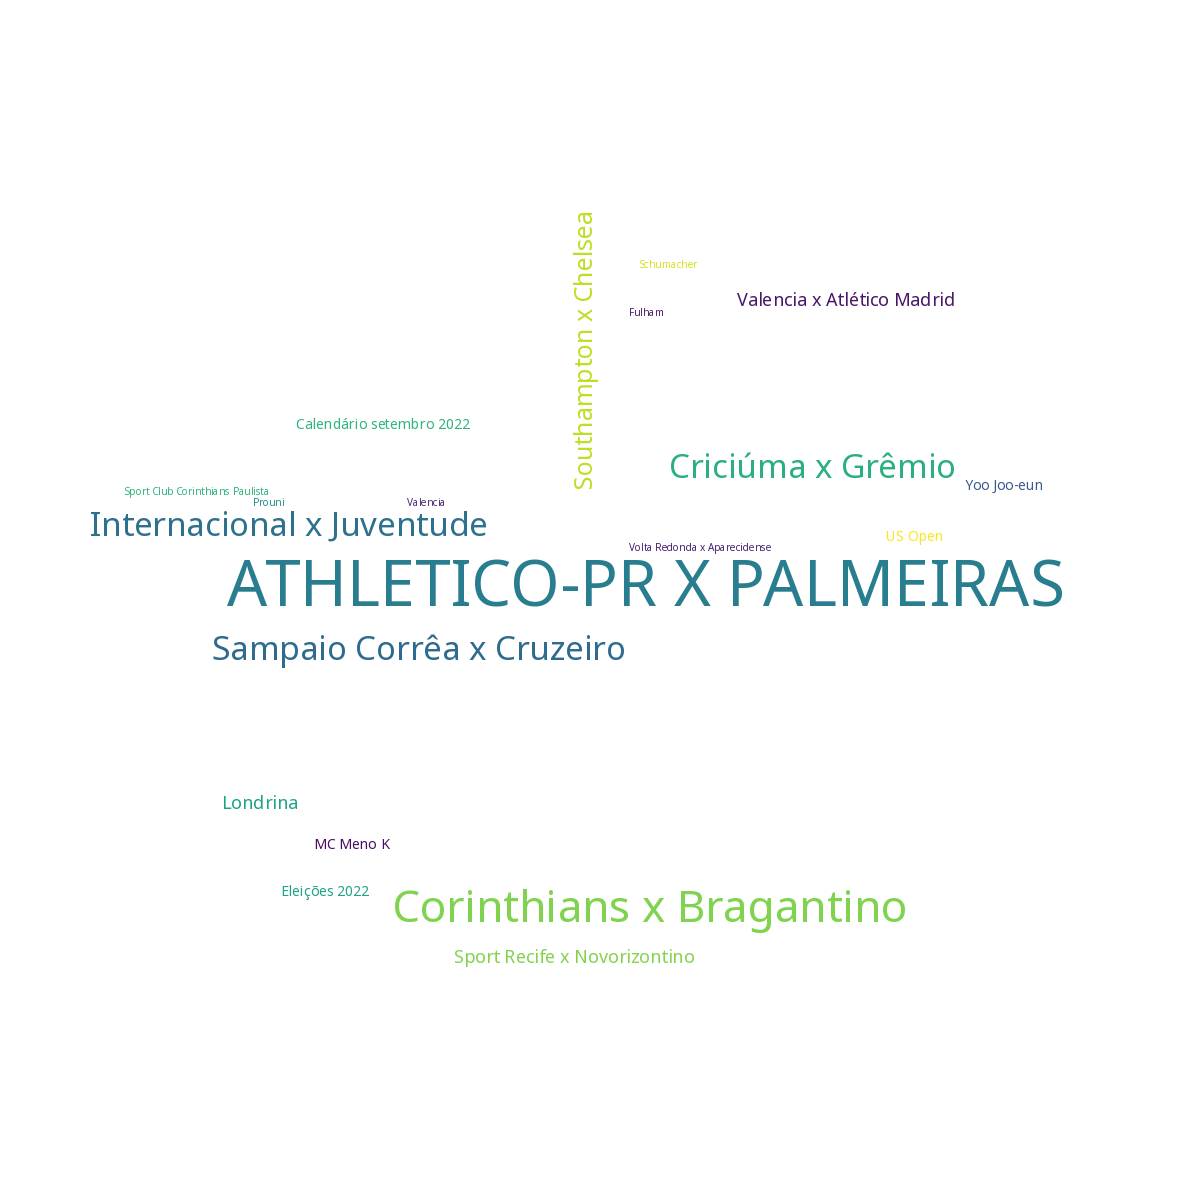 Southampton x Chelsea
Schumacher
Valencia x Atlético Madrid
Fulham
Calendário setembro 2022
Criciúma x Grêmio
Yoo Joo-eun
Sport Club Corinthians Paulista
Prouni
Valencia
Internacional x Juventude
US Open
Volta Redonda x Aparecidense
ATHLETICO-PR X PALMEIRAS
Sampaio Corrêa x Cruzeiro
Londrina
MC Meno K
Eleições 2022
Corinthians x Bragantino
Sport Recife x Novorizontino